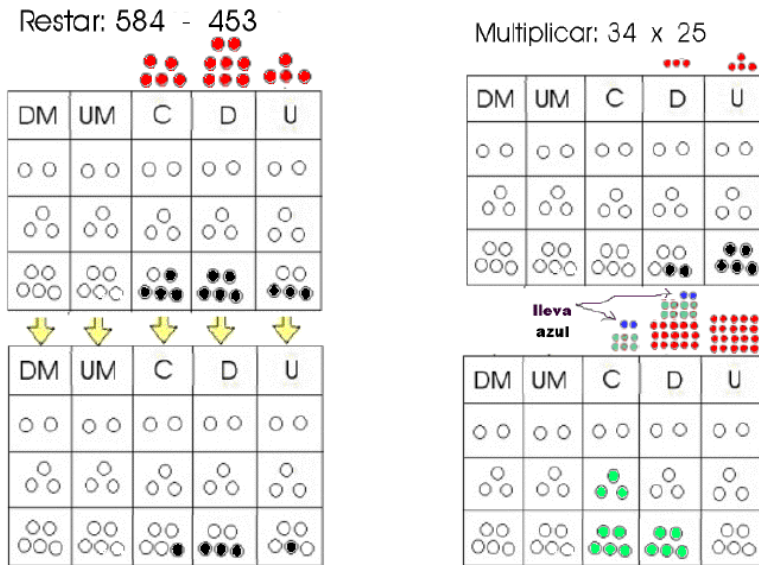 Restar: 584 - 453
DM UM C D U
DM UM C D U
Multiplicar: 34 x 25
DM UM C D U
lleva
azul
DM UM C D U